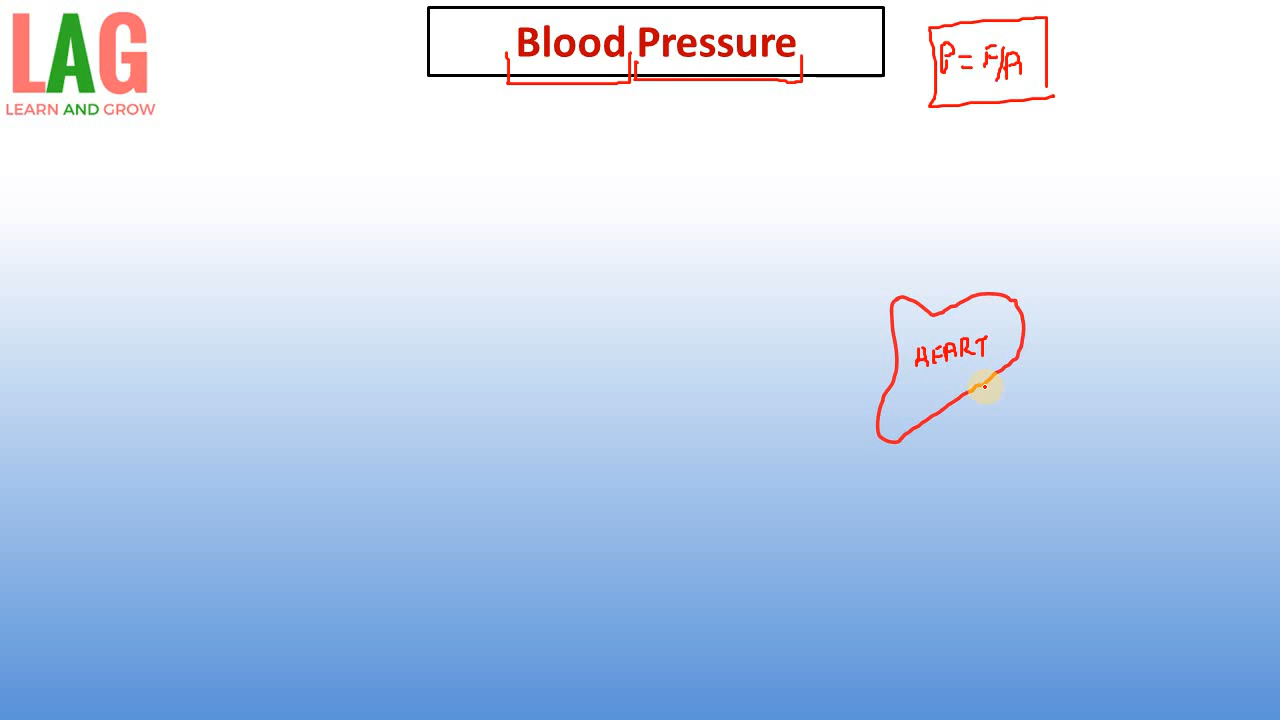 LAG
LEARN AND GROW
Blood Pressure
P = F/A
HEART